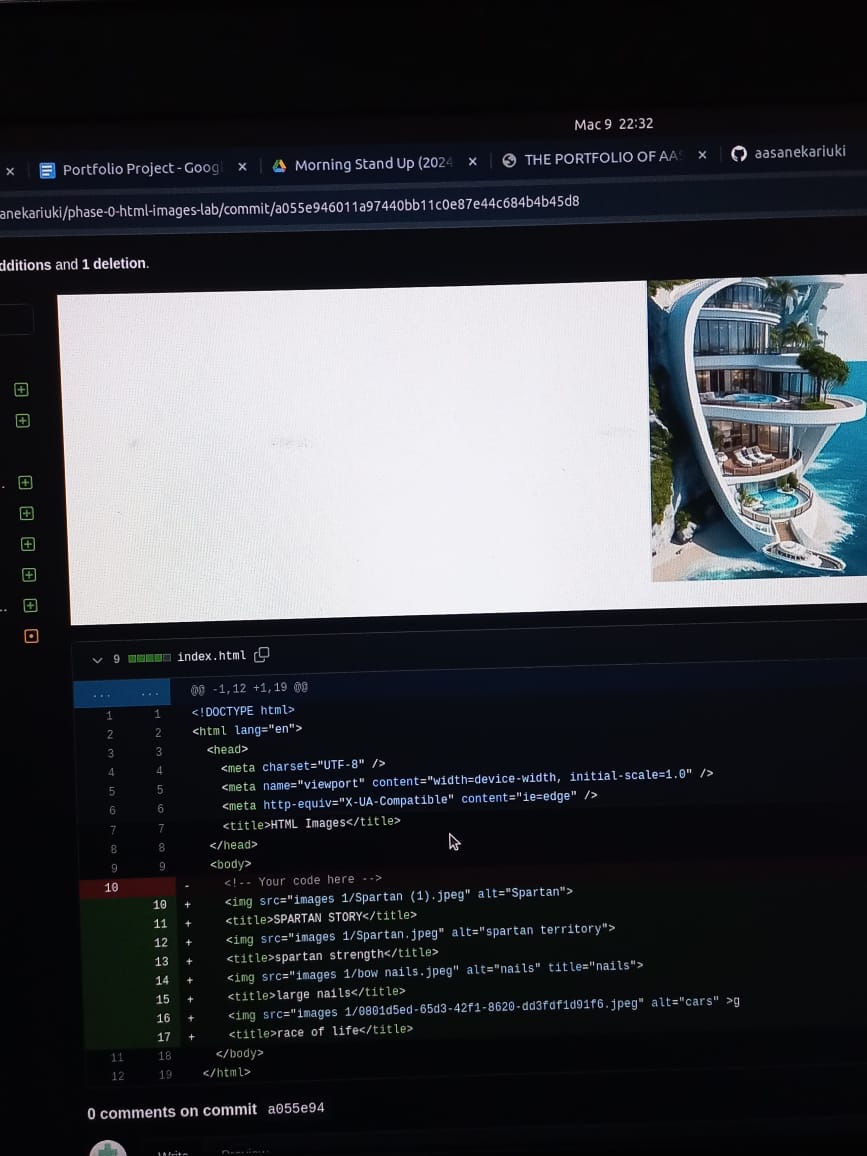 Mac 9 22:32
Portfolio Project - Goog
Morning Stand Up (2024
THE PORTFOLIO OF AAS
aasanekariuki
anekariuki/phase-0-html-images-lab/commit/a055e946011a97440bb11c0e87e44c684b4b45d8
dditions and 1 deletion.
9 index.html
... ... @@ -1,12 +1,19 @@
1 1 <!DOCTYPE html>
2 2 <html lang="en">
3 3 <head>
4 4 <meta charset="UTF-8" />
5 5 <meta name="viewport" content="width=device-width, initial-scale=1.0" />
6 6 <meta http-equiv="X-UA-Compatible" content="ie=edge" />
7 7 <title>HTML Images</title>
8 8 </head>
9 9 <body>
10 - <!-- Your code here -->
10 + <img src="images 1/Spartan (1).jpeg" alt="Spartan">
11 + <title>SPARTAN STORY</title>
12 + <img src="images 1/Spartan.jpeg" alt="spartan territory">
13 + <title>spartan strength</title>
14 + <img src="images 1/bow nails.jpeg" alt="nails" title="nails">
15 + <title>large nails</title>
16 + <img src="images 1/0801d5ed-65d3-42f1-8620-dd3fdf1d91f6.jpeg" alt="cars" >g
17 + <title>race of life</title>
11 18 </body>
12 19 </html>
0 comments on commit a055e94
Write